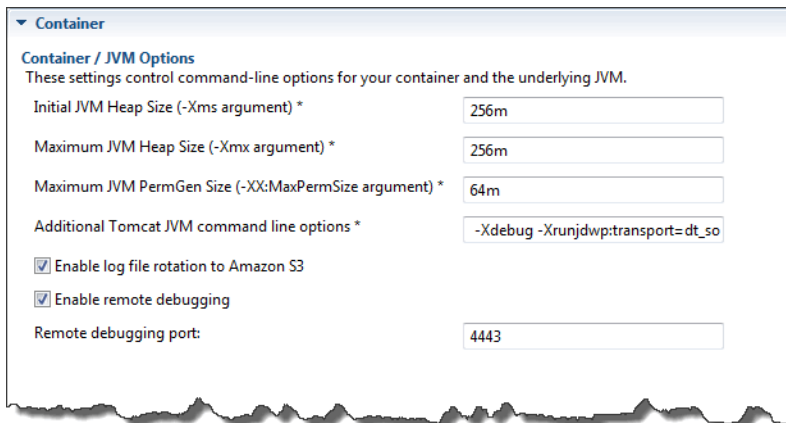 Container
Container / JVM Options
These settings control command-line options for your container and the underlying JVM.
Initial JVM Heap Size (-Xms argument) * 256m
Maximum JVM Heap Size (-Xmx argument) * 256m
Maximum JVM PermGen Size (-XX:MaxPermSize argument) * 64m
Additional Tomcat JVM command line options * -Xdebug -Xrunjdwp:transport=dt_so
Enable log file rotation to Amazon S3
Enable remote debugging
Remote debugging port: 4443